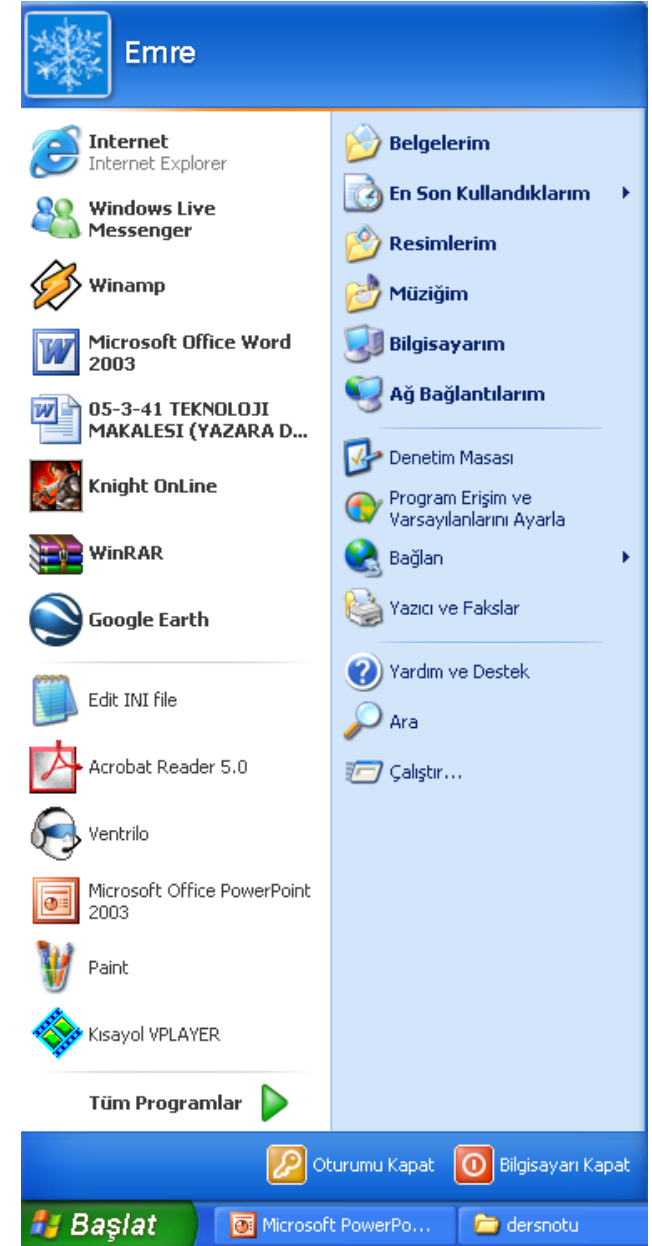 Emre
Internet
Internet Explorer
Windows Live
Messenger
Winamp
Microsoft Office Word
2003
05-3-41 TEKNOLOJI
MAKALESI (YAZARA D...
Knight OnLine
WinRAR
Google Earth
Edit INI file
Acrobat Reader 5.0
Ventrilo
Microsoft Office PowerPoint
2003
Paint
Kısayol VPLAYER
Tüm Programlar
Belgelerim
En Son Kullandıklarım
Resimlerim
Müziğim
Bilgisayarım
Ağ Bağlantılarım
Denetim Masası
Program Erişim ve
Varsayılanlarını Ayarla
Bağlan
Yazıcı ve Fakslar
Yardım ve Destek
Ara
Çalıştır...
Oturumu Kapat
Bilgisayarı Kapat
Başlat
Microsoft PowerPo...
dersnotu